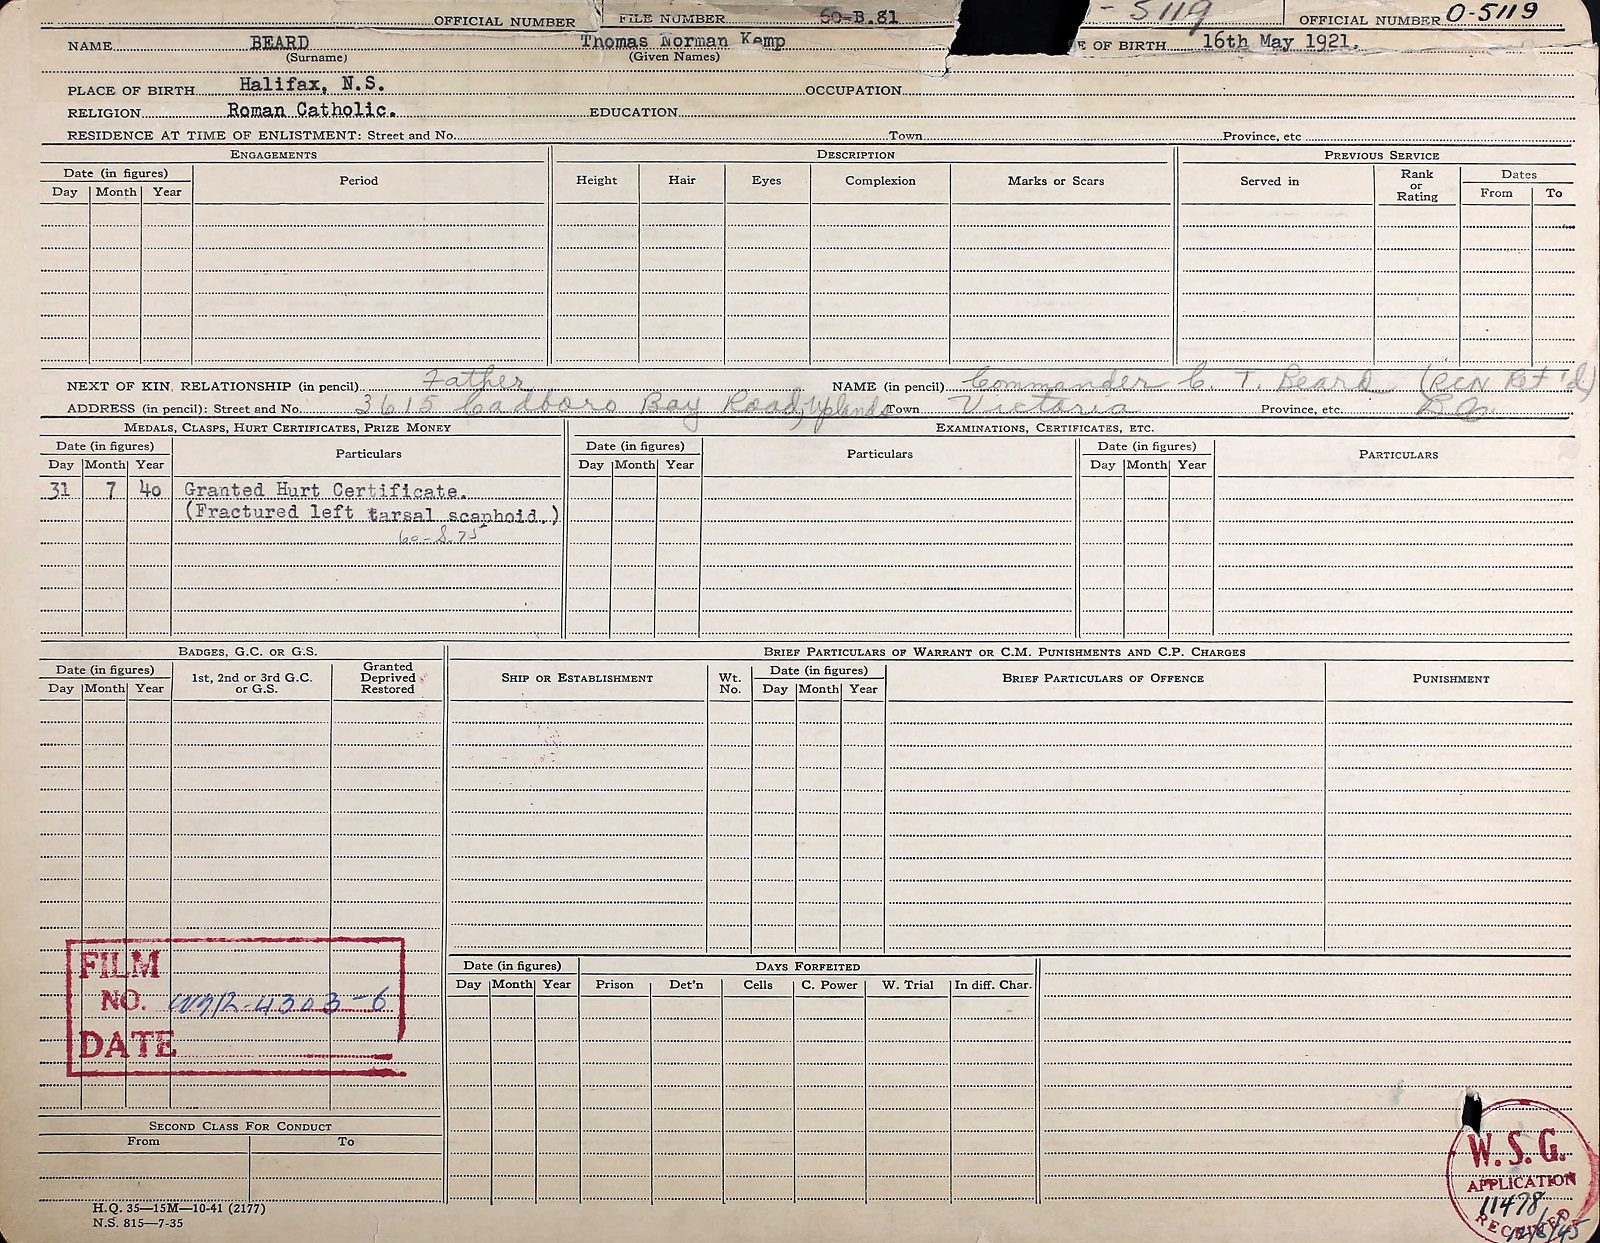 OFFICIAL NUMBER FILE NUMBER 60-B.81 - 5119 OFFICIAL NUMBER O-5119
NAME BEARD Thomas Norman Kemp E OF BIRTH 16th May 1921.
(Surname) (Given Names)
PLACE OF BIRTH Halifax, N.S. OCCUPATION
RELIGION Roman Catholic. EDUCATION
RESIDENCE AT TIME OF ENLISTMENT: Street and No. Town Province, etc
ENGAGEMENTS DESCRIPTION PREVIOUS SERVICE
Date (in figures) Period Height Hair Eyes Complexion Marks or Scars Served in Rank or Rating Dates
Day Month Year From To
NEXT OF KIN, RELATIONSHIP (in pencil) Father NAME (in pencil) Commander C. T. Beard (RCN Ret'd)
ADDRESS (in pencil): Street and No. 3615 Cadboro Bay Road, Uplands Town Victoria Province, etc. B.C.
MEDALS, CLASPS, HURT CERTIFICATES, PRIZE MONEY EXAMINATIONS, CERTIFICATES, ETC.
Date (in figures) Particulars Date (in figures) Particulars Date (in figures) PARTICULARS
Day Month Year Day Month Year Day Month Year
31 7 40 Granted Hurt Certificate.
(Fractured left tarsal scaphoid.)
BADGES, G.C. OR G.S. BRIEF PARTICULARS OF WARRANT OR C.M. PUNISHMENTS AND C.P. CHARGES
Date (in figures) 1st, 2nd or 3rd G.C. or G.S. Granted Deprived Restored SHIP OR ESTABLISHMENT Wt. No. Date (in figures) BRIEF PARTICULARS OF OFFENCE PUNISHMENT
Day Month Year Day Month Year
FILM
NO. 4303-6
DATE
Date (in figures) DAYS FORFEITED
Day Month Year Prison Det'n Cells C. Power W. Trial In diff. Char.
SECOND CLASS FOR CONDUCT
From To
W.S.G.
APPLICATION
11478
RECEIVED
H.Q. 35—15M—10-41 (2177)
N.S. 815—7-35